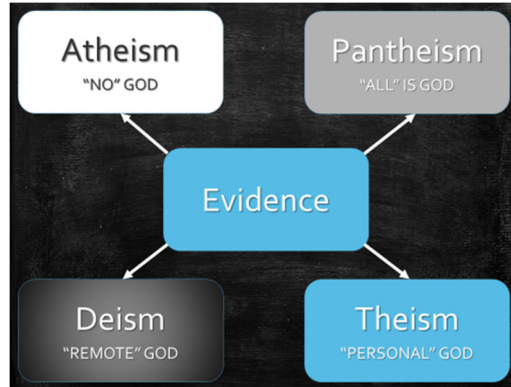 Atheism
"NO" GOD
Pantheism
"ALL" IS GOD
Evidence
Deism
"REMOTE" GOD
Theism
"PERSONAL" GOD